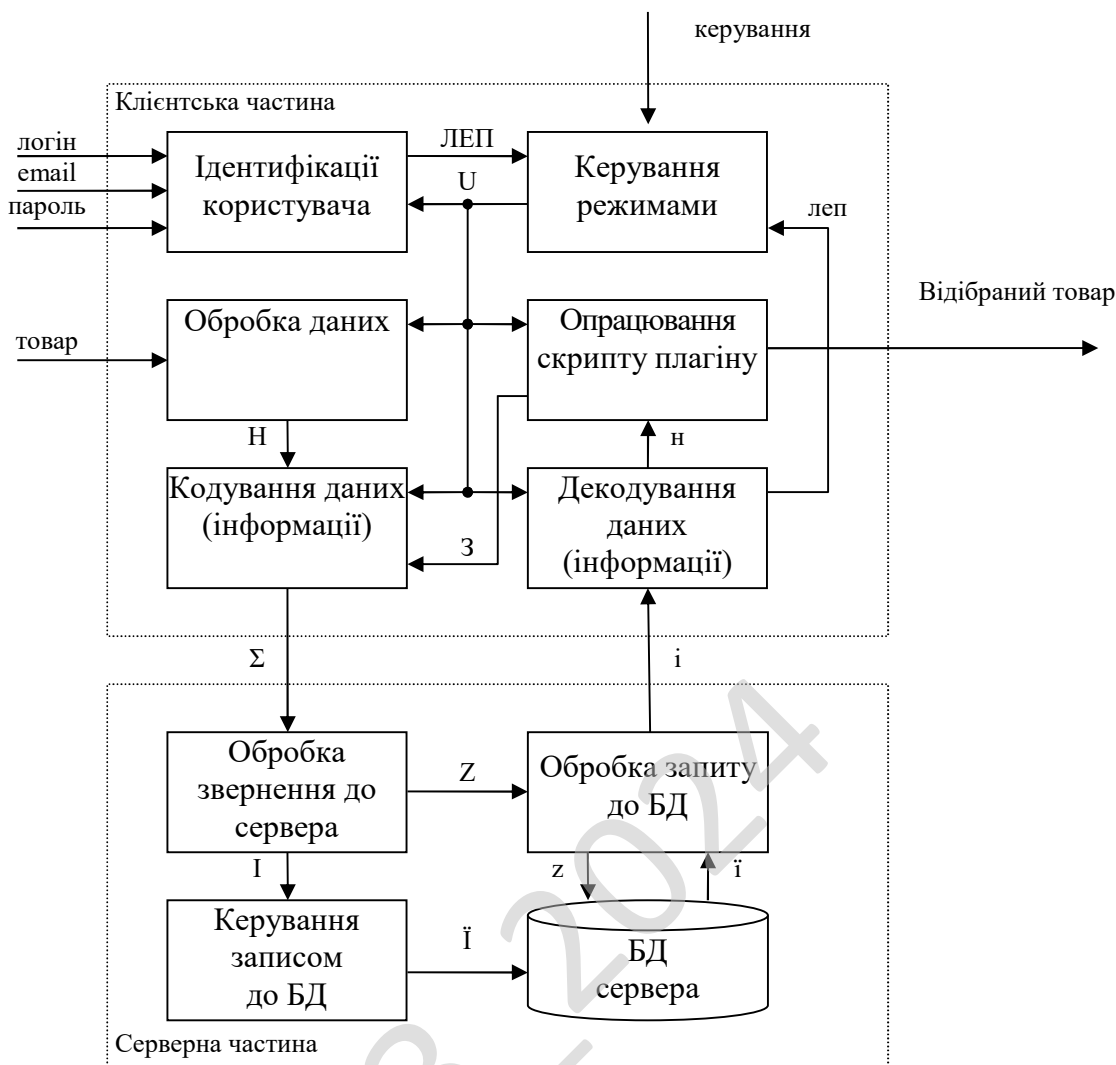 керування
Клієнтська частина
логін
email
пароль
Ідентифікації
користувача
ЛЕП
U
Керування
режимами
леп
Відібраний товар
товар
Обробка даних
Опрацювання
скрипту плагіну
Н
н
Кодування даних
(інформації)
З
Декодування
даних
(інформації)
Σ
і
Обробка
звернення до
сервера
Z
Обробка запиту
до БД
І
z
ї
Керування
записом
до БД
Ї
БД
сервера
Серверна частина
2024